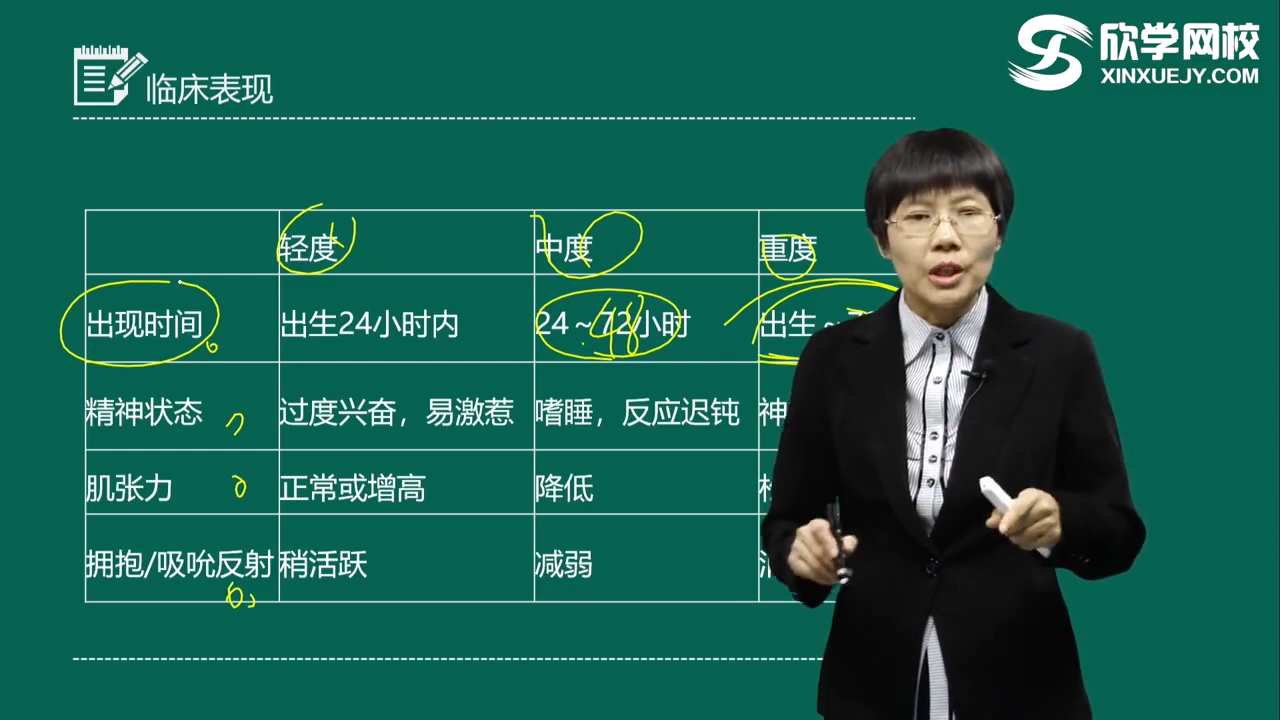 欣学网校
XINXUEJY.COM
临床表现
轻度 中度 重度
出现时间 出生24小时内 24～72小时 出生～
48
精神状态 过度兴奋，易激惹 嗜睡，反应迟钝 神
肌张力 正常或增高 降低
拥抱/吸吮反射 稍活跃 减弱